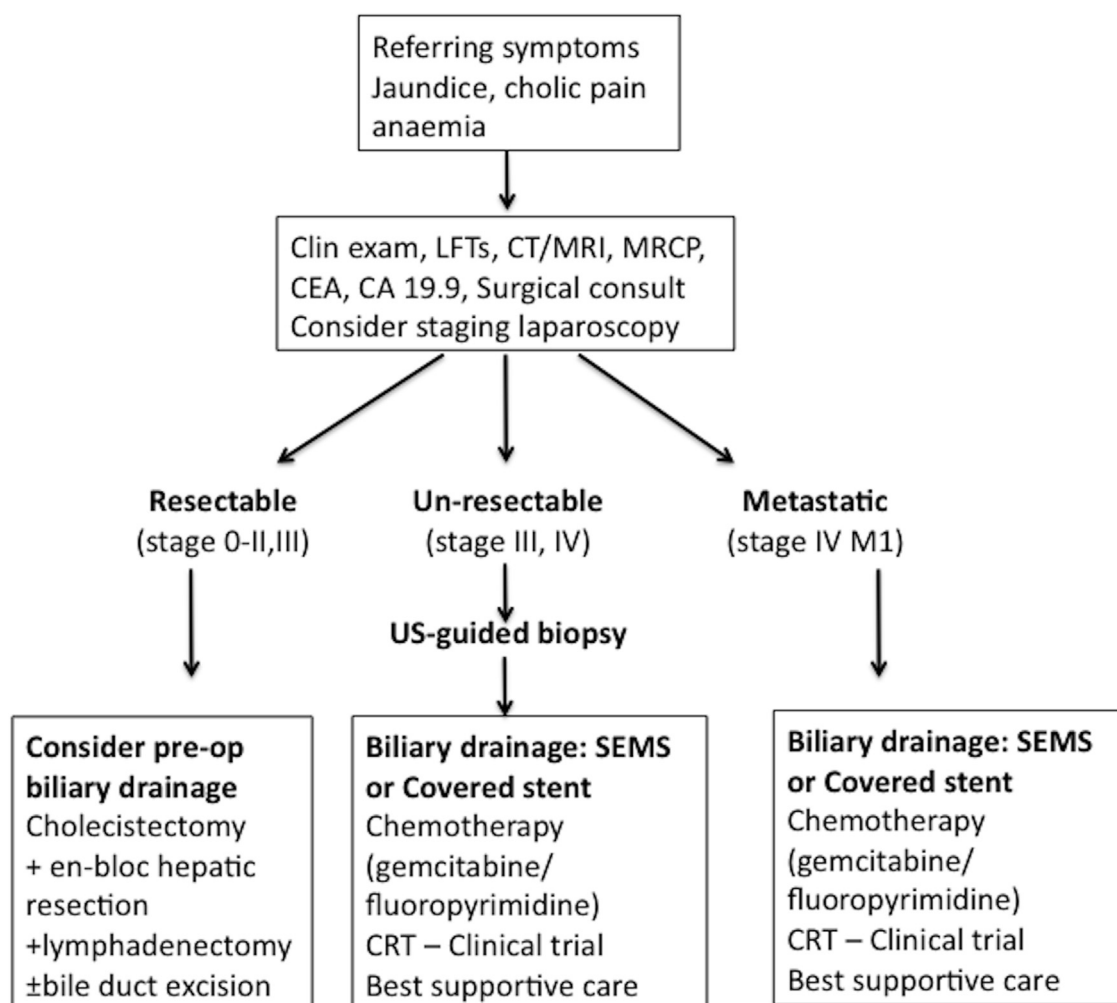 Referring symptoms
Jaundice, cholic pain
anaemia
Clin exam, LFTs, CT/MRI, MRCP,
CEA, CA 19.9, Surgical consult
Consider staging laparoscopy
Resectable
(stage 0-II,III)
Un-resectable
(stage III, IV)
Metastatic
(stage IV M1)
US-guided biopsy
Consider pre-op
biliary drainage
Cholecistectomy
+ en-bloc hepatic
resection
+lymphadenectomy
±bile duct excision
Biliary drainage: SEMS
or Covered stent
Chemotherapy
(gemcitabine/
fluoropyrimidine)
CRT – Clinical trial
Best supportive care
Biliary drainage: SEMS
or Covered stent
Chemotherapy
(gemcitabine/
fluoropyrimidine)
CRT – Clinical trial
Best supportive care